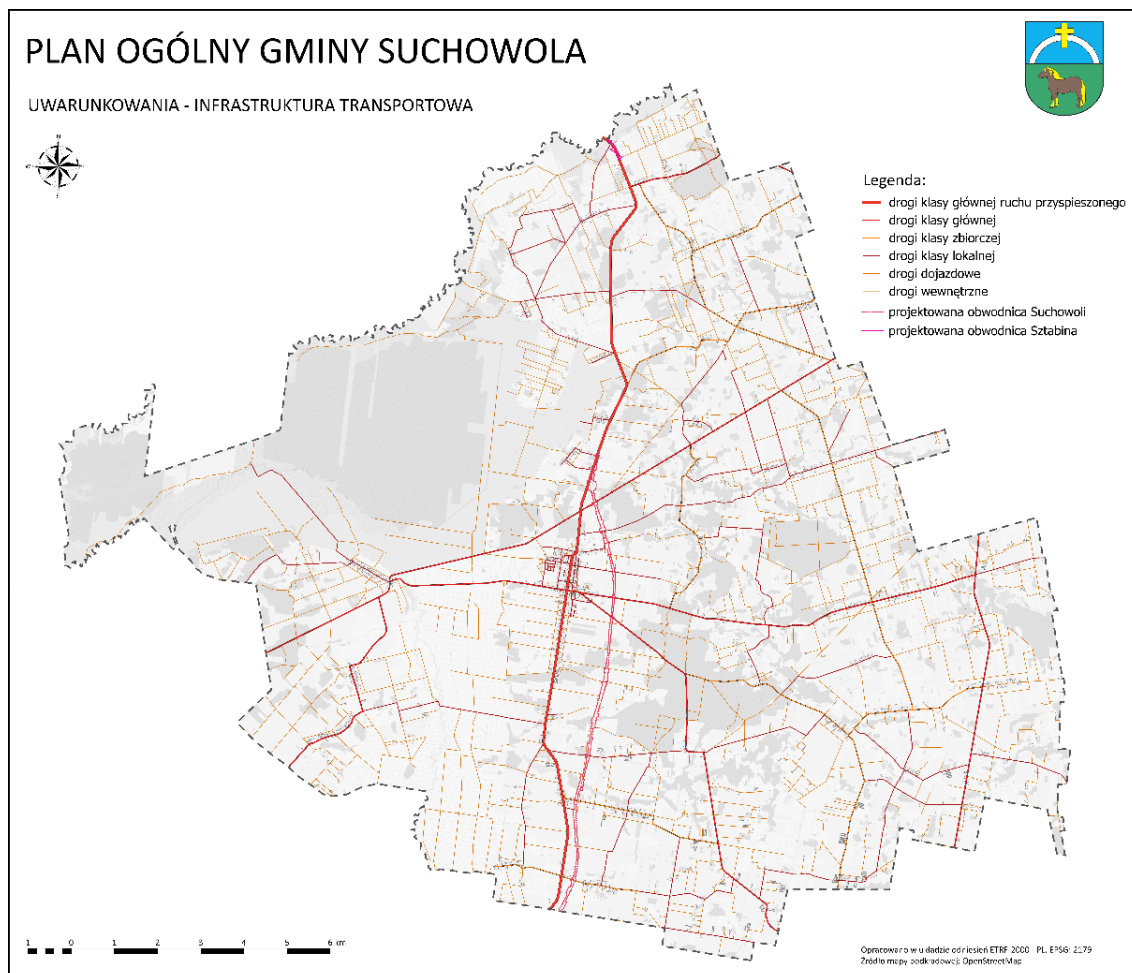 PLAN OGÓLNY GMINY SUCHOWOLA
UWARUNKOWANIA - INFRASTRUKTURA TRANSPORTOWA
N
Legenda:
drogi klasy głównej ruchu przyspieszonego
drogi klasy głównej
drogi klasy zbiorczej
drogi klasy lokalnej
drogi dojazdowe
drogi wewnętrzne
projektowana obwodnica Suchowoli
projektowana obwodnica Sztabina
1 0 1 2 3 4 5 6 km
Opracowano w układzie odniesień ETRF 2000 - PL, EPSG: 2179
Źródło mapy podkładowej: OpenStreetMap